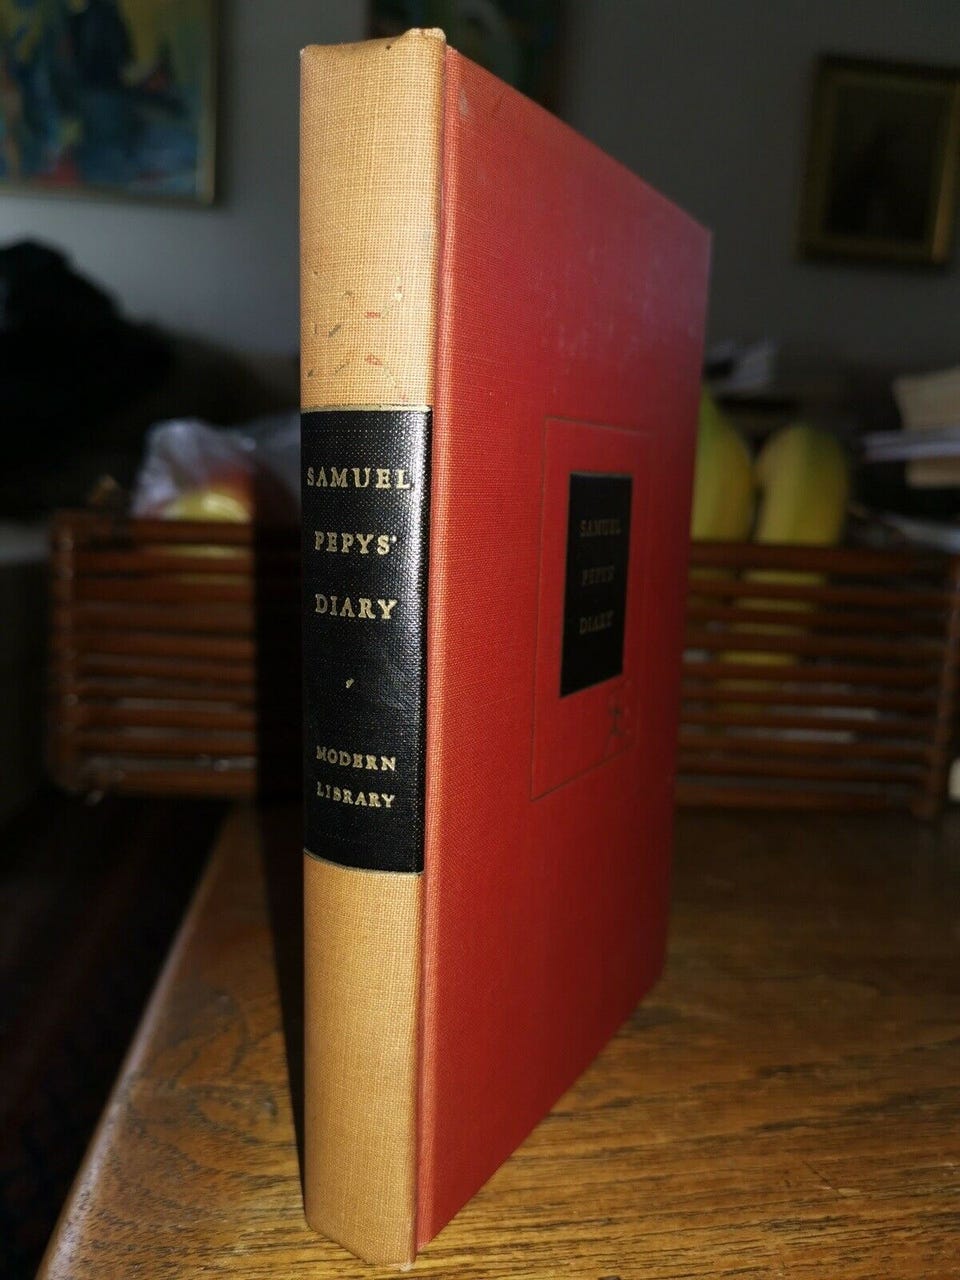 SAMUEL
PEPYS'
DIARY
MODERN
LIBRARY
SAMUEL
PEPYS'
DIARY